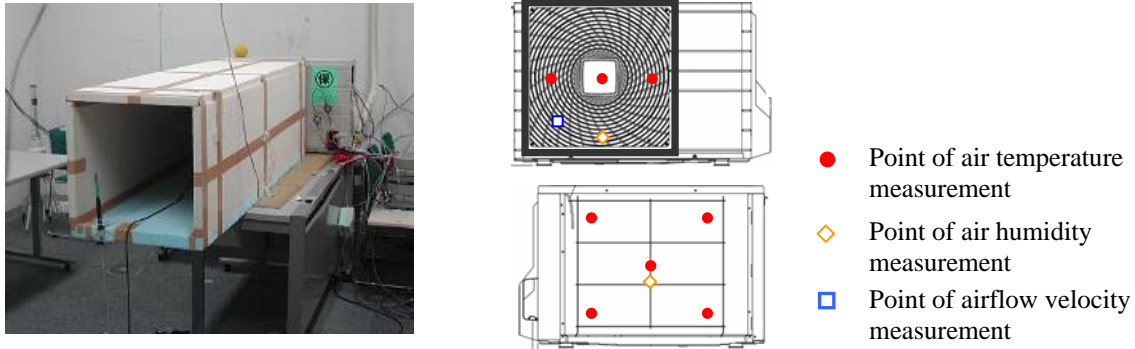 Point of air temperature
measurement
Point of air humidity
measurement
Point of airflow velocity
measurement